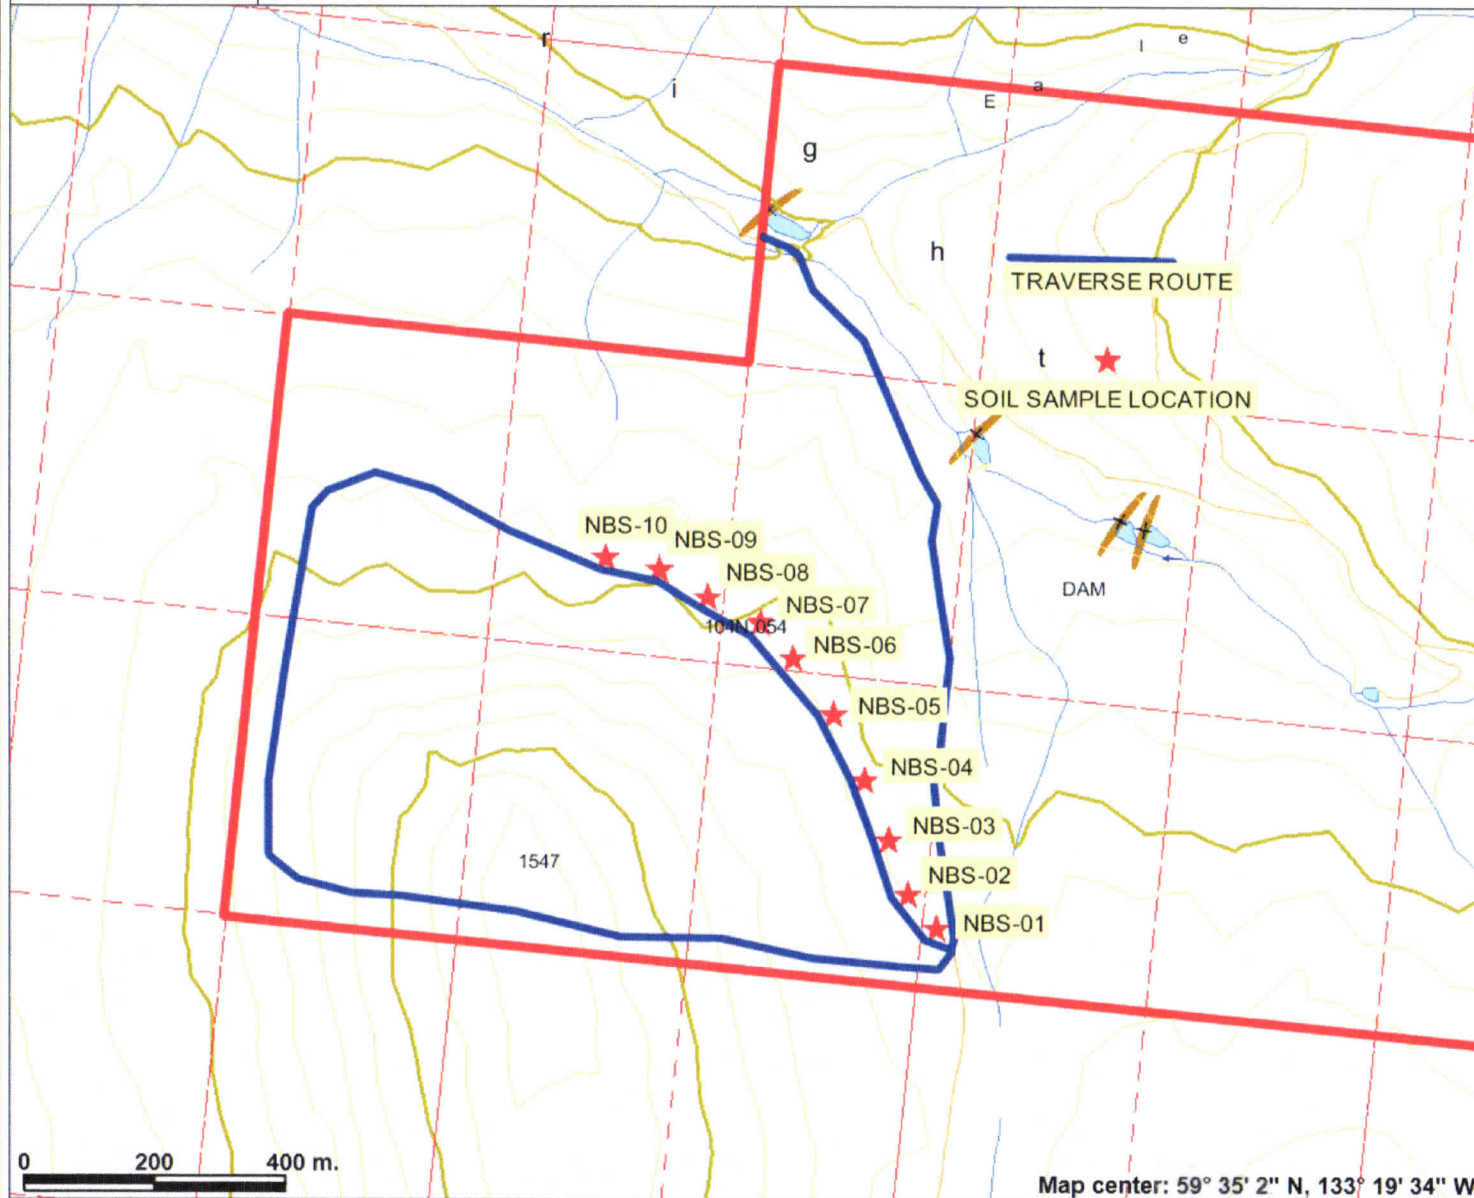 r
l e
i
E a
g
h
TRAVERSE ROUTE
t
SOIL SAMPLE LOCATION
NBS-10
NBS-09
NBS-08
DAM
NBS-07
104N 054
NBS-06
NBS-05
NBS-04
NBS-03
1547
NBS-02
NBS-01
0 200 400 m.
Map center: 59° 35' 2" N, 133° 19' 34" W